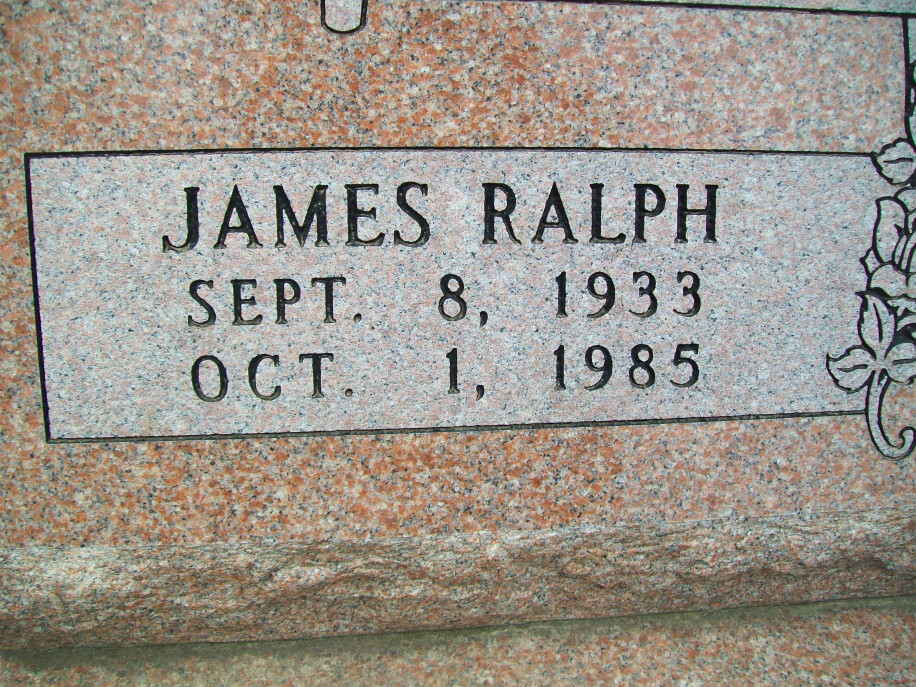 JAMES RALPH
SEPT. 8, 1933
OCT. 1, 1985